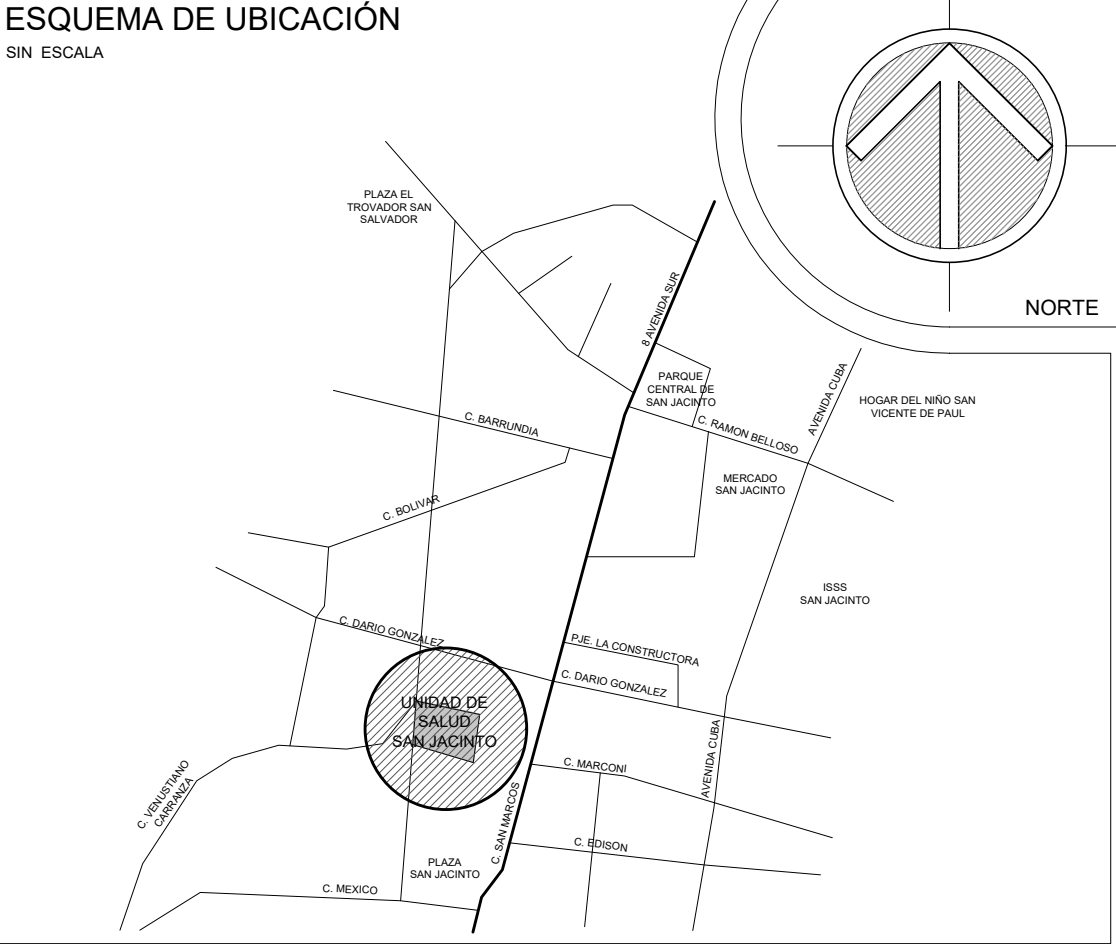 ESQUEMA DE UBICACIÓN
SIN ESCALA
NORTE
PLAZA EL
TROVADOR SAN
SALVADOR
8 AVENIDA SUR
PARQUE
CENTRAL DE
SAN JACINTO
AVENIDA CUBA
HOGAR DEL NIÑO SAN
VICENTE DE PAUL
C. BARRUNDIA
C. RAMON BELLOSO
MERCADO
SAN JACINTO
C. BOLIVAR
ISSS
SAN JACINTO
C. DARIO GONZALEZ
PJE. LA CONSTRUCTORA
C. DARIO GONZALEZ
UNIDAD DE
SALUD
SAN JACINTO
AVENIDA CUBA
C. MARCONI
C. VENUSTIANO
CARRANZA
C. SAN MARCOS
C. EDISON
PLAZA
SAN JACINTO
C. MEXICO